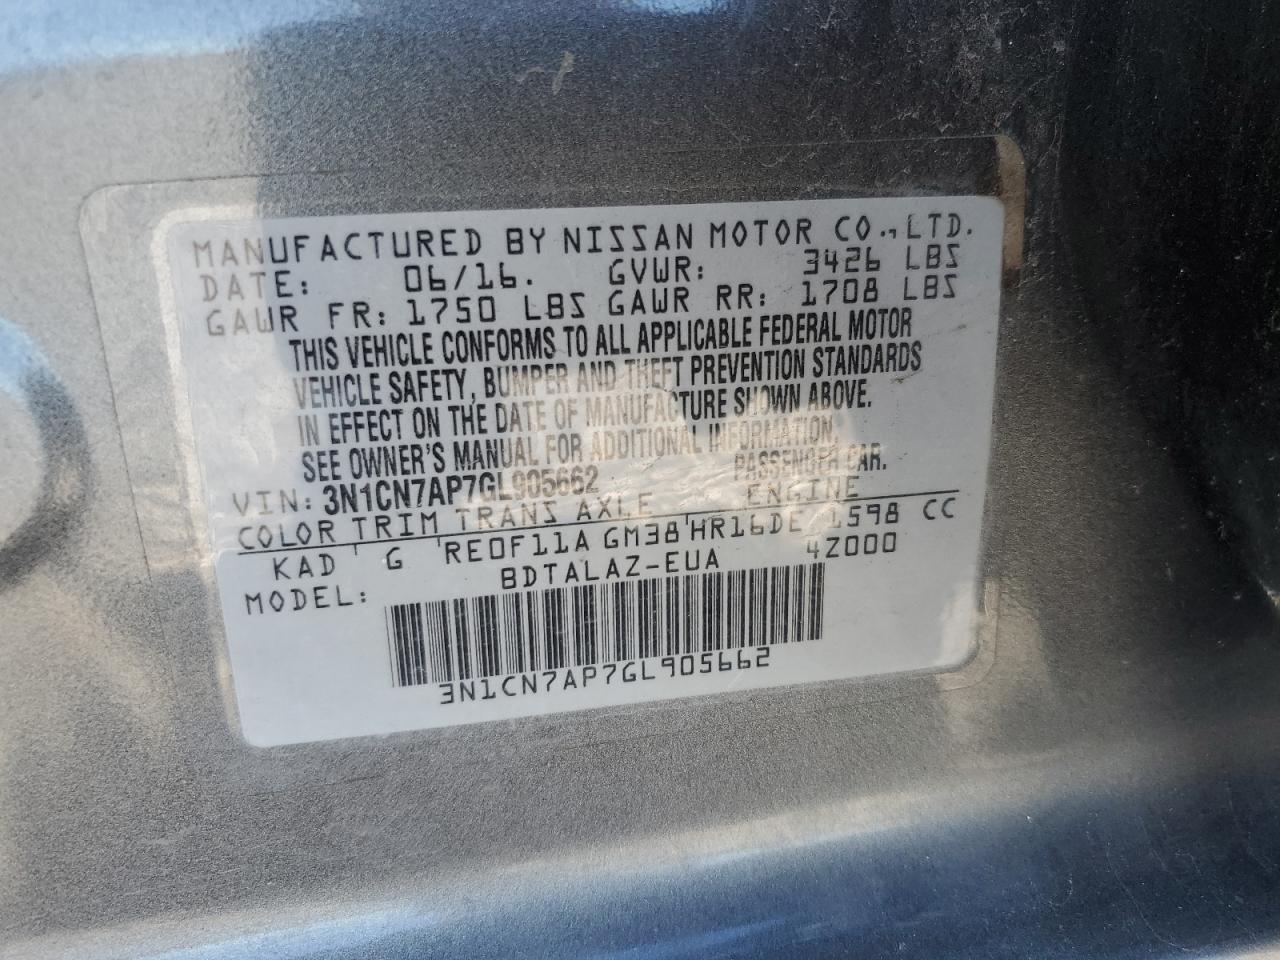 MANUFACTURED BY NISSAN MOTOR CO., LTD.
DATE: 06/16. GVWR: 3426 LBS
GAWR FR: 1750 LBS GAWR RR: 1708 LBS
THIS VEHICLE CONFORMS TO ALL APPLICABLE FEDERAL MOTOR
VEHICLE SAFETY, BUMPER AND THEFT PREVENTION STANDARDS
IN EFFECT ON THE DATE OF MANUFACTURE SHOWN ABOVE.
SEE OWNER'S MANUAL FOR ADDITIONAL INFORMATION.
VIN: 3N1CN7AP7GL905662 PASSENGER CAR.
COLOR TRIM TRANS AXLE ENGINE
KAD G RE0F11A GM38 HR16DE 1598 CC
MODEL: BDTALAZ-EUA 4Z000
3N1CN7AP7GL905662